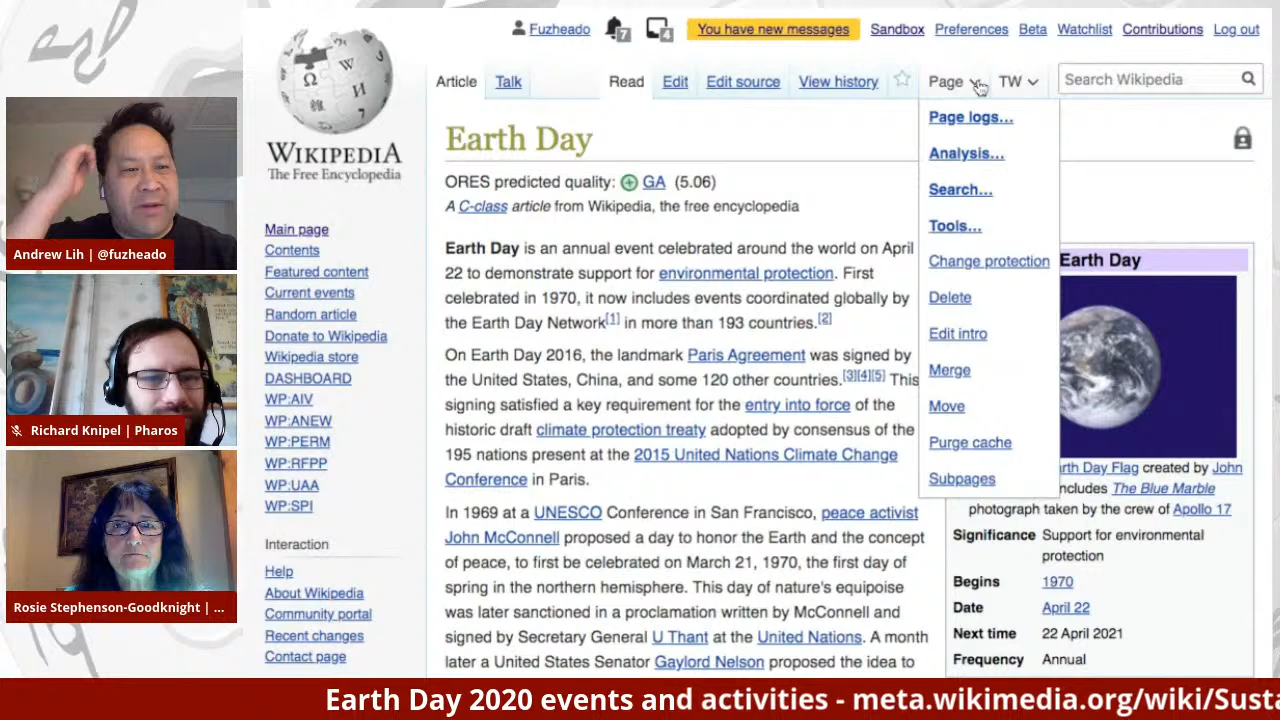 Fuzheado 7 4 You have new messages Sandbox Preferences Beta Watchlist Contributions Log out
Article Talk Read Edit Edit source View history Page TW Search Wikipedia
WIKIPEDIA
The Free Encyclopedia
Main page
Contents
Featured content
Current events
Random article
Donate to Wikipedia
Wikipedia store
DASHBOARD
WP:AIV
WP:ANEW
WP:PERM
WP:RFPP
WP:UAA
WP:SPI
Interaction
Help
About Wikipedia
Community portal
Recent changes
Contact page
Earth Day
ORES predicted quality: GA (5.06)
A C-class article from Wikipedia, the free encyclopedia
Earth Day is an annual event celebrated around the world on April
22 to demonstrate support for environmental protection. First
celebrated in 1970, it now includes events coordinated globally by
the Earth Day Network[1] in more than 193 countries.[2]
On Earth Day 2016, the landmark Paris Agreement was signed by
the United States, China, and some 120 other countries.[3][4][5] This
signing satisfied a key requirement for the entry into force of the
historic draft climate protection treaty adopted by consensus of the
195 nations present at the 2015 United Nations Climate Change
Conference in Paris.
In 1969 at a UNESCO Conference in San Francisco, peace activist
John McConnell proposed a day to honor the Earth and the concept
of peace, to first be celebrated on March 21, 1970, the first day of
spring in the northern hemisphere. This day of nature's equipoise
was later sanctioned in a proclamation written by McConnell and
signed by Secretary General U Thant at the United Nations. A month
later a United States Senator Gaylord Nelson proposed the idea to
Page logs...
Analysis...
Search...
Tools...
Change protection
Delete
Edit intro
Merge
Move
Purge cache
Subpages
Earth Day
rth Day Flag created by John
ncludes The Blue Marble
photograph taken by the crew of Apollo 17
Significance Support for environmental
protection
Begins 1970
Date April 22
Next time 22 April 2021
Frequency Annual
Andrew Lih | @fuzheado
Richard Knipel | Pharos
Rosie Stephenson-Goodknight | ...
Earth Day 2020 events and activities - meta.wikimedia.org/wiki/Susta